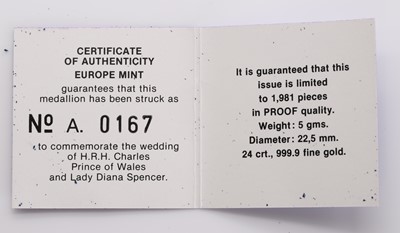 CERTIFICATE
OF AUTHENTICITY
EUROPE MINT
guarantees that this
medallion has been struck as
Nº A. 0167
to commemorate the wedding
of H.R.H. Charles
Prince of Wales
and Lady Diana Spencer.
It is guaranteed that this
issue is limited
to 1,981 pieces
in PROOF quality.
Weight: 5 gms.
Diameter: 22,5 mm.
24 crt., 999.9 fine gold.